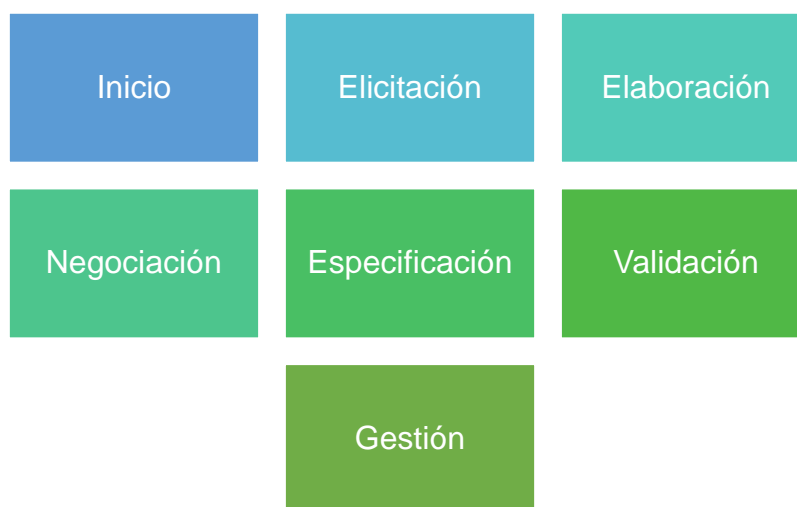 Inicio
Elicitación
Elaboración
Negociación
Especificación
Validación
Gestión